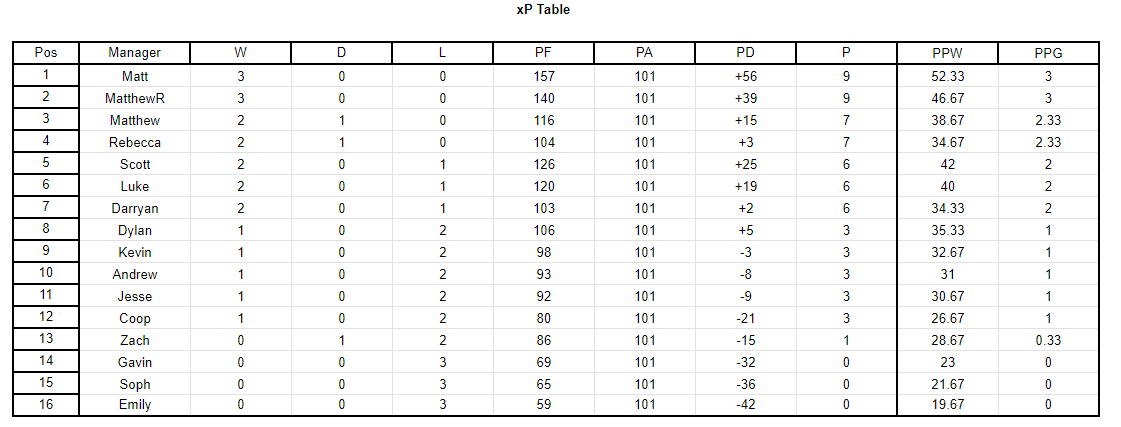 xP Table
Pos Manager W D L PF PA PD P PPW PPG
1 Matt 3 0 0 157 101 +56 9 52.33 3
2 MatthewR 3 0 0 140 101 +39 9 46.67 3
3 Matthew 2 1 0 116 101 +15 7 38.67 2.33
4 Rebecca 2 1 0 104 101 +3 7 34.67 2.33
5 Scott 2 0 1 126 101 +25 6 42 2
6 Luke 2 0 1 120 101 +19 6 40 2
7 Darryan 2 0 1 103 101 +2 6 34.33 2
8 Dylan 1 0 2 106 101 +5 3 35.33 1
9 Kevin 1 0 2 98 101 -3 3 32.67 1
10 Andrew 1 0 2 93 101 -8 3 31 1
11 Jesse 1 0 2 92 101 -9 3 30.67 1
12 Coop 1 0 2 80 101 -21 3 26.67 1
13 Zach 0 1 2 86 101 -15 1 28.67 0.33
14 Gavin 0 0 3 69 101 -32 0 23 0
15 Soph 0 0 3 65 101 -36 0 21.67 0
16 Emily 0 0 3 59 101 -42 0 19.67 0